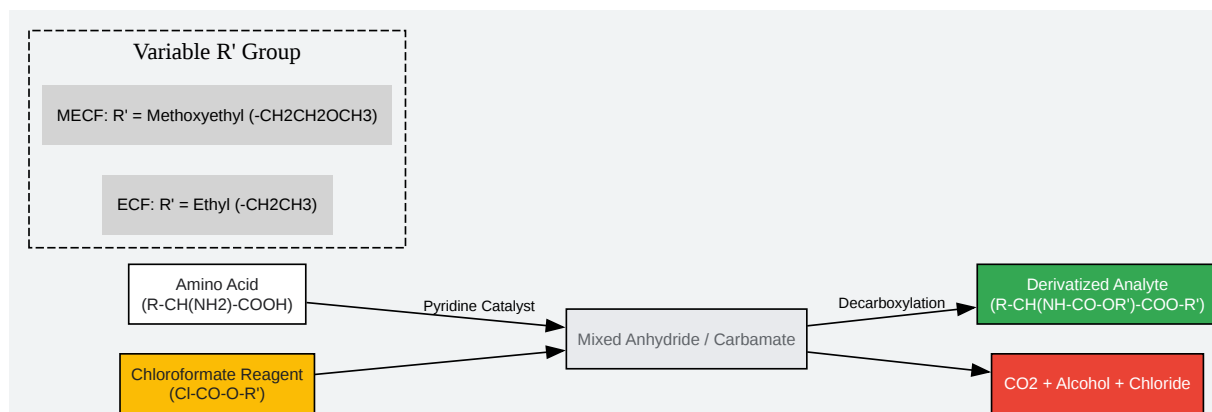 Variable R' Group
MECF: R' = Methoxyethyl (-CH2CH2OCH3)
ECF: R' = Ethyl (-CH2CH3)
Amino Acid
(R-CH(NH2)-COOH)
Pyridine Catalyst
Chloroformate Reagent
(Cl-CO-O-R')
Mixed Anhydride / Carbamate
Decarboxylation
Derivatized Analyte
(R-CH(NH-CO-OR')-COO-R')
CO2 + Alcohol + Chloride